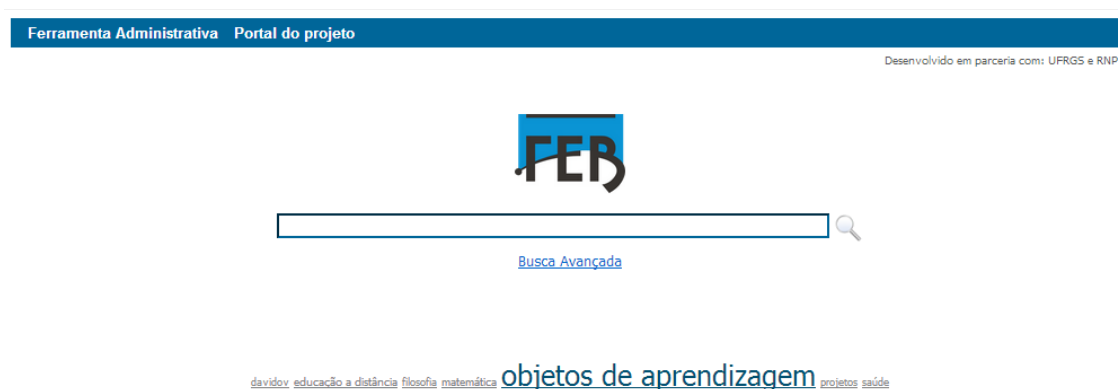 Ferramenta Administrativa Portal do projeto
Desenvolvido em parceria com: UFRGS e RNP
FEB
Busca Avançada
davidov educação a distância filosofia matemática objetos de aprendizagem projetos saúde